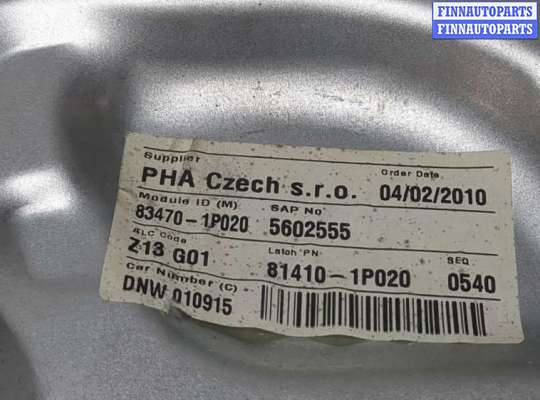 FINNAUTOPARTS
FINNAUTOPARTS
Supplier Order Date
PHA Czech s.r.o. 04/02/2010
Module ID (M) SAP No
83470-1P020 5602555
ALC Code Latch PN SEQ
Z13 G01 81410-1P020 0540
Car Number (C)
DNW 010915